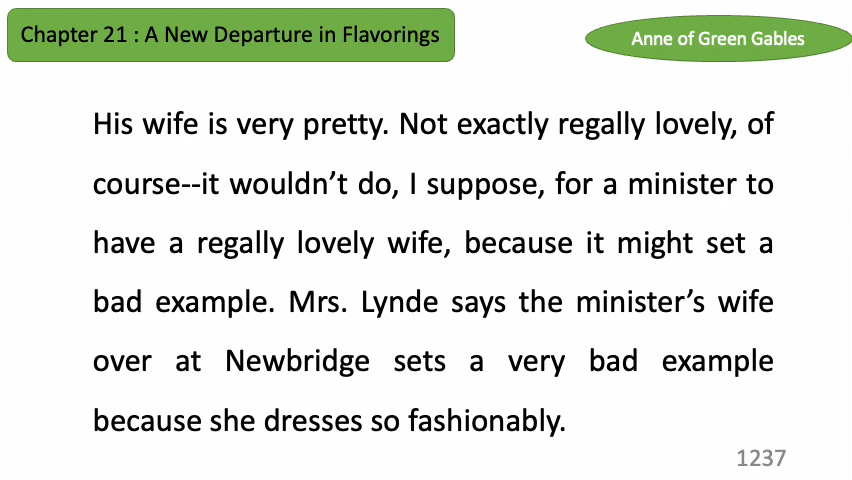 Chapter 21 : A New Departure in Flavorings
Anne of Green Gables
His wife is very pretty. Not exactly regally lovely, of
course--it wouldn’t do, I suppose, for a minister to
have a regally lovely wife, because it might set a
bad example. Mrs. Lynde says the minister’s wife
over at Newbridge sets a very bad example
because she dresses so fashionably.
1237